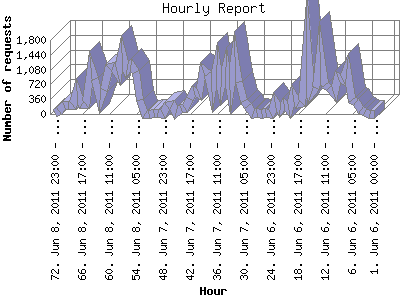 Hourly Report
Number of requests
1,800
1,440
1,080
720
360
0
72. Jun 8, 2011 23:00 - ...
66. Jun 8, 2011 17:00 - ...
60. Jun 8, 2011 11:00 - ...
54. Jun 8, 2011 05:00 - ...
48. Jun 7, 2011 23:00 - ...
42. Jun 7, 2011 17:00 - ...
36. Jun 7, 2011 11:00 - ...
30. Jun 7, 2011 05:00 - ...
24. Jun 6, 2011 23:00 - ...
18. Jun 6, 2011 17:00 - ...
12. Jun 6, 2011 11:00 - ...
6. Jun 6, 2011 05:00 - ...
1. Jun 6, 2011 00:00 - ...
Hour